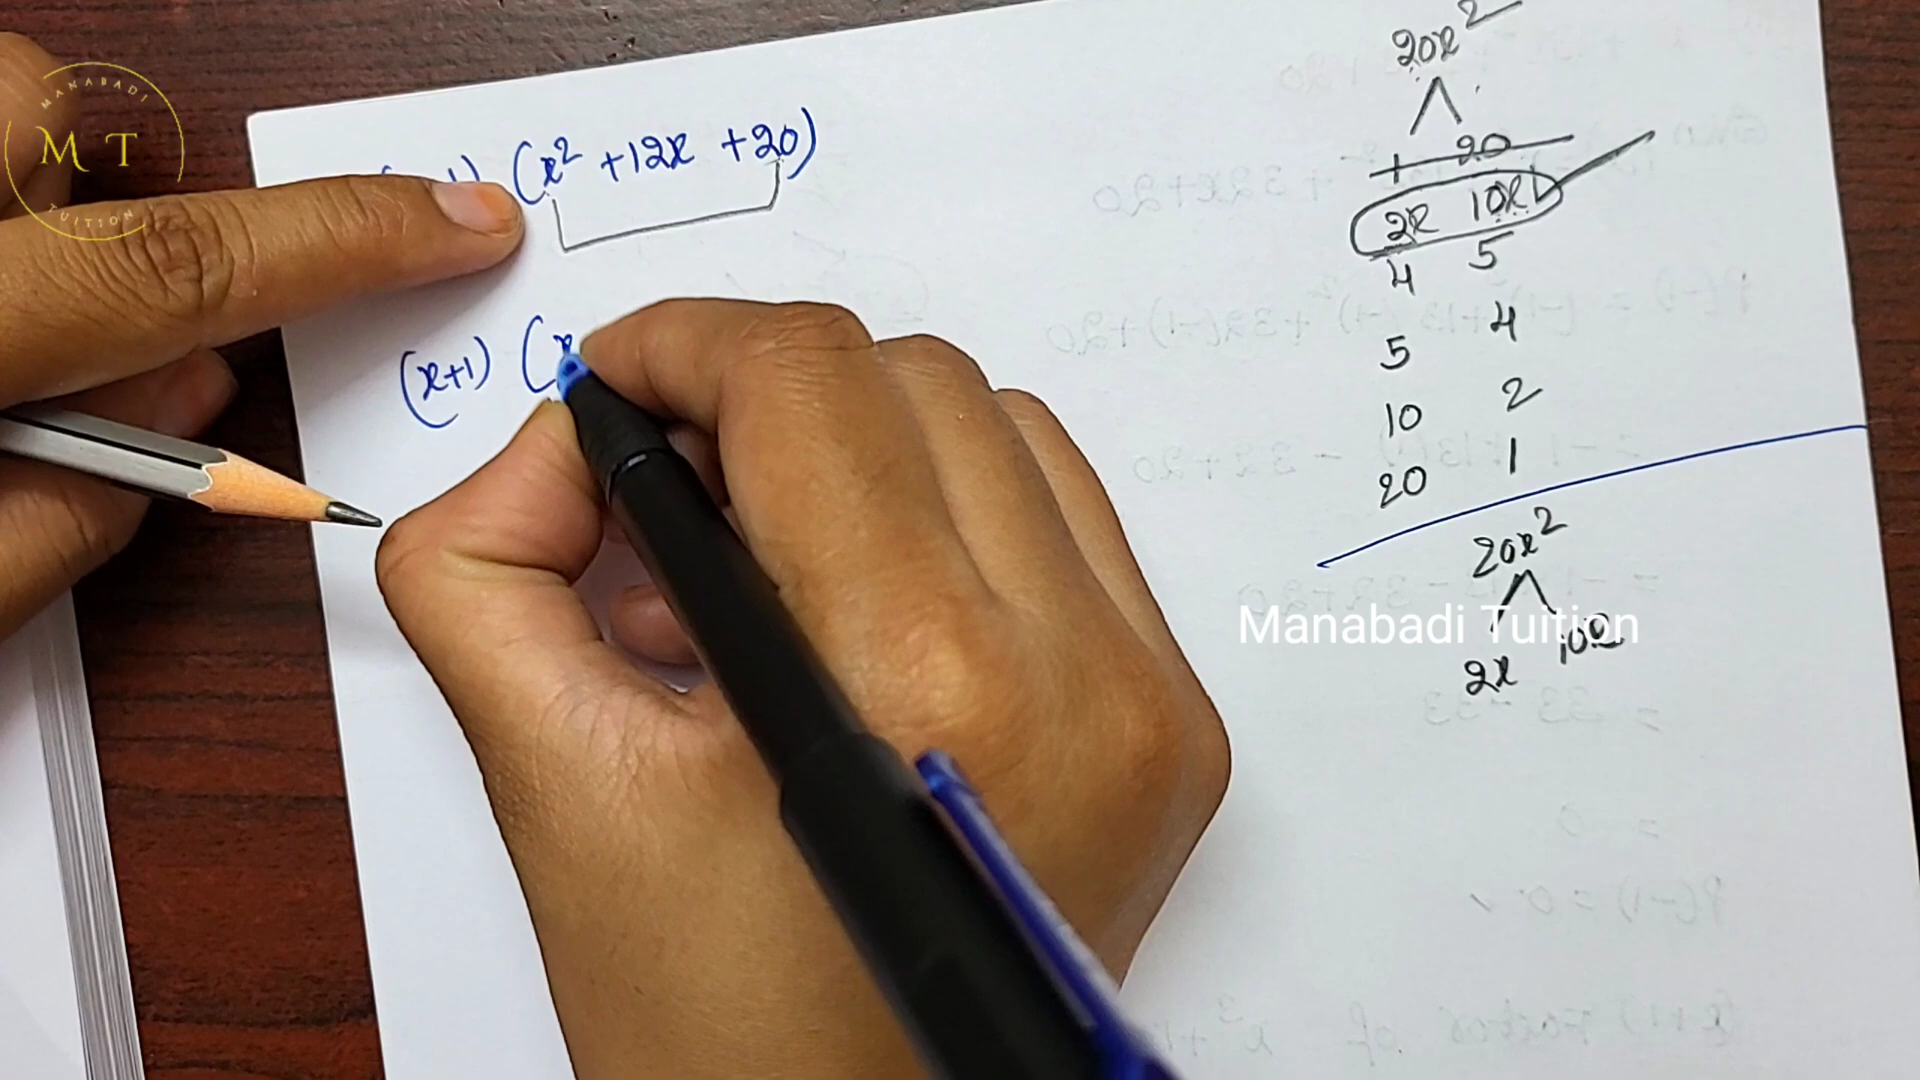 MANABADI
M T
TUITION
(x+1) (x² +12x +20)
(x+1) (x
20x²
1 20
2x 10x
4 5
5 4
10 2
20 1
20x²
2x 10x
Manabadi Tuition